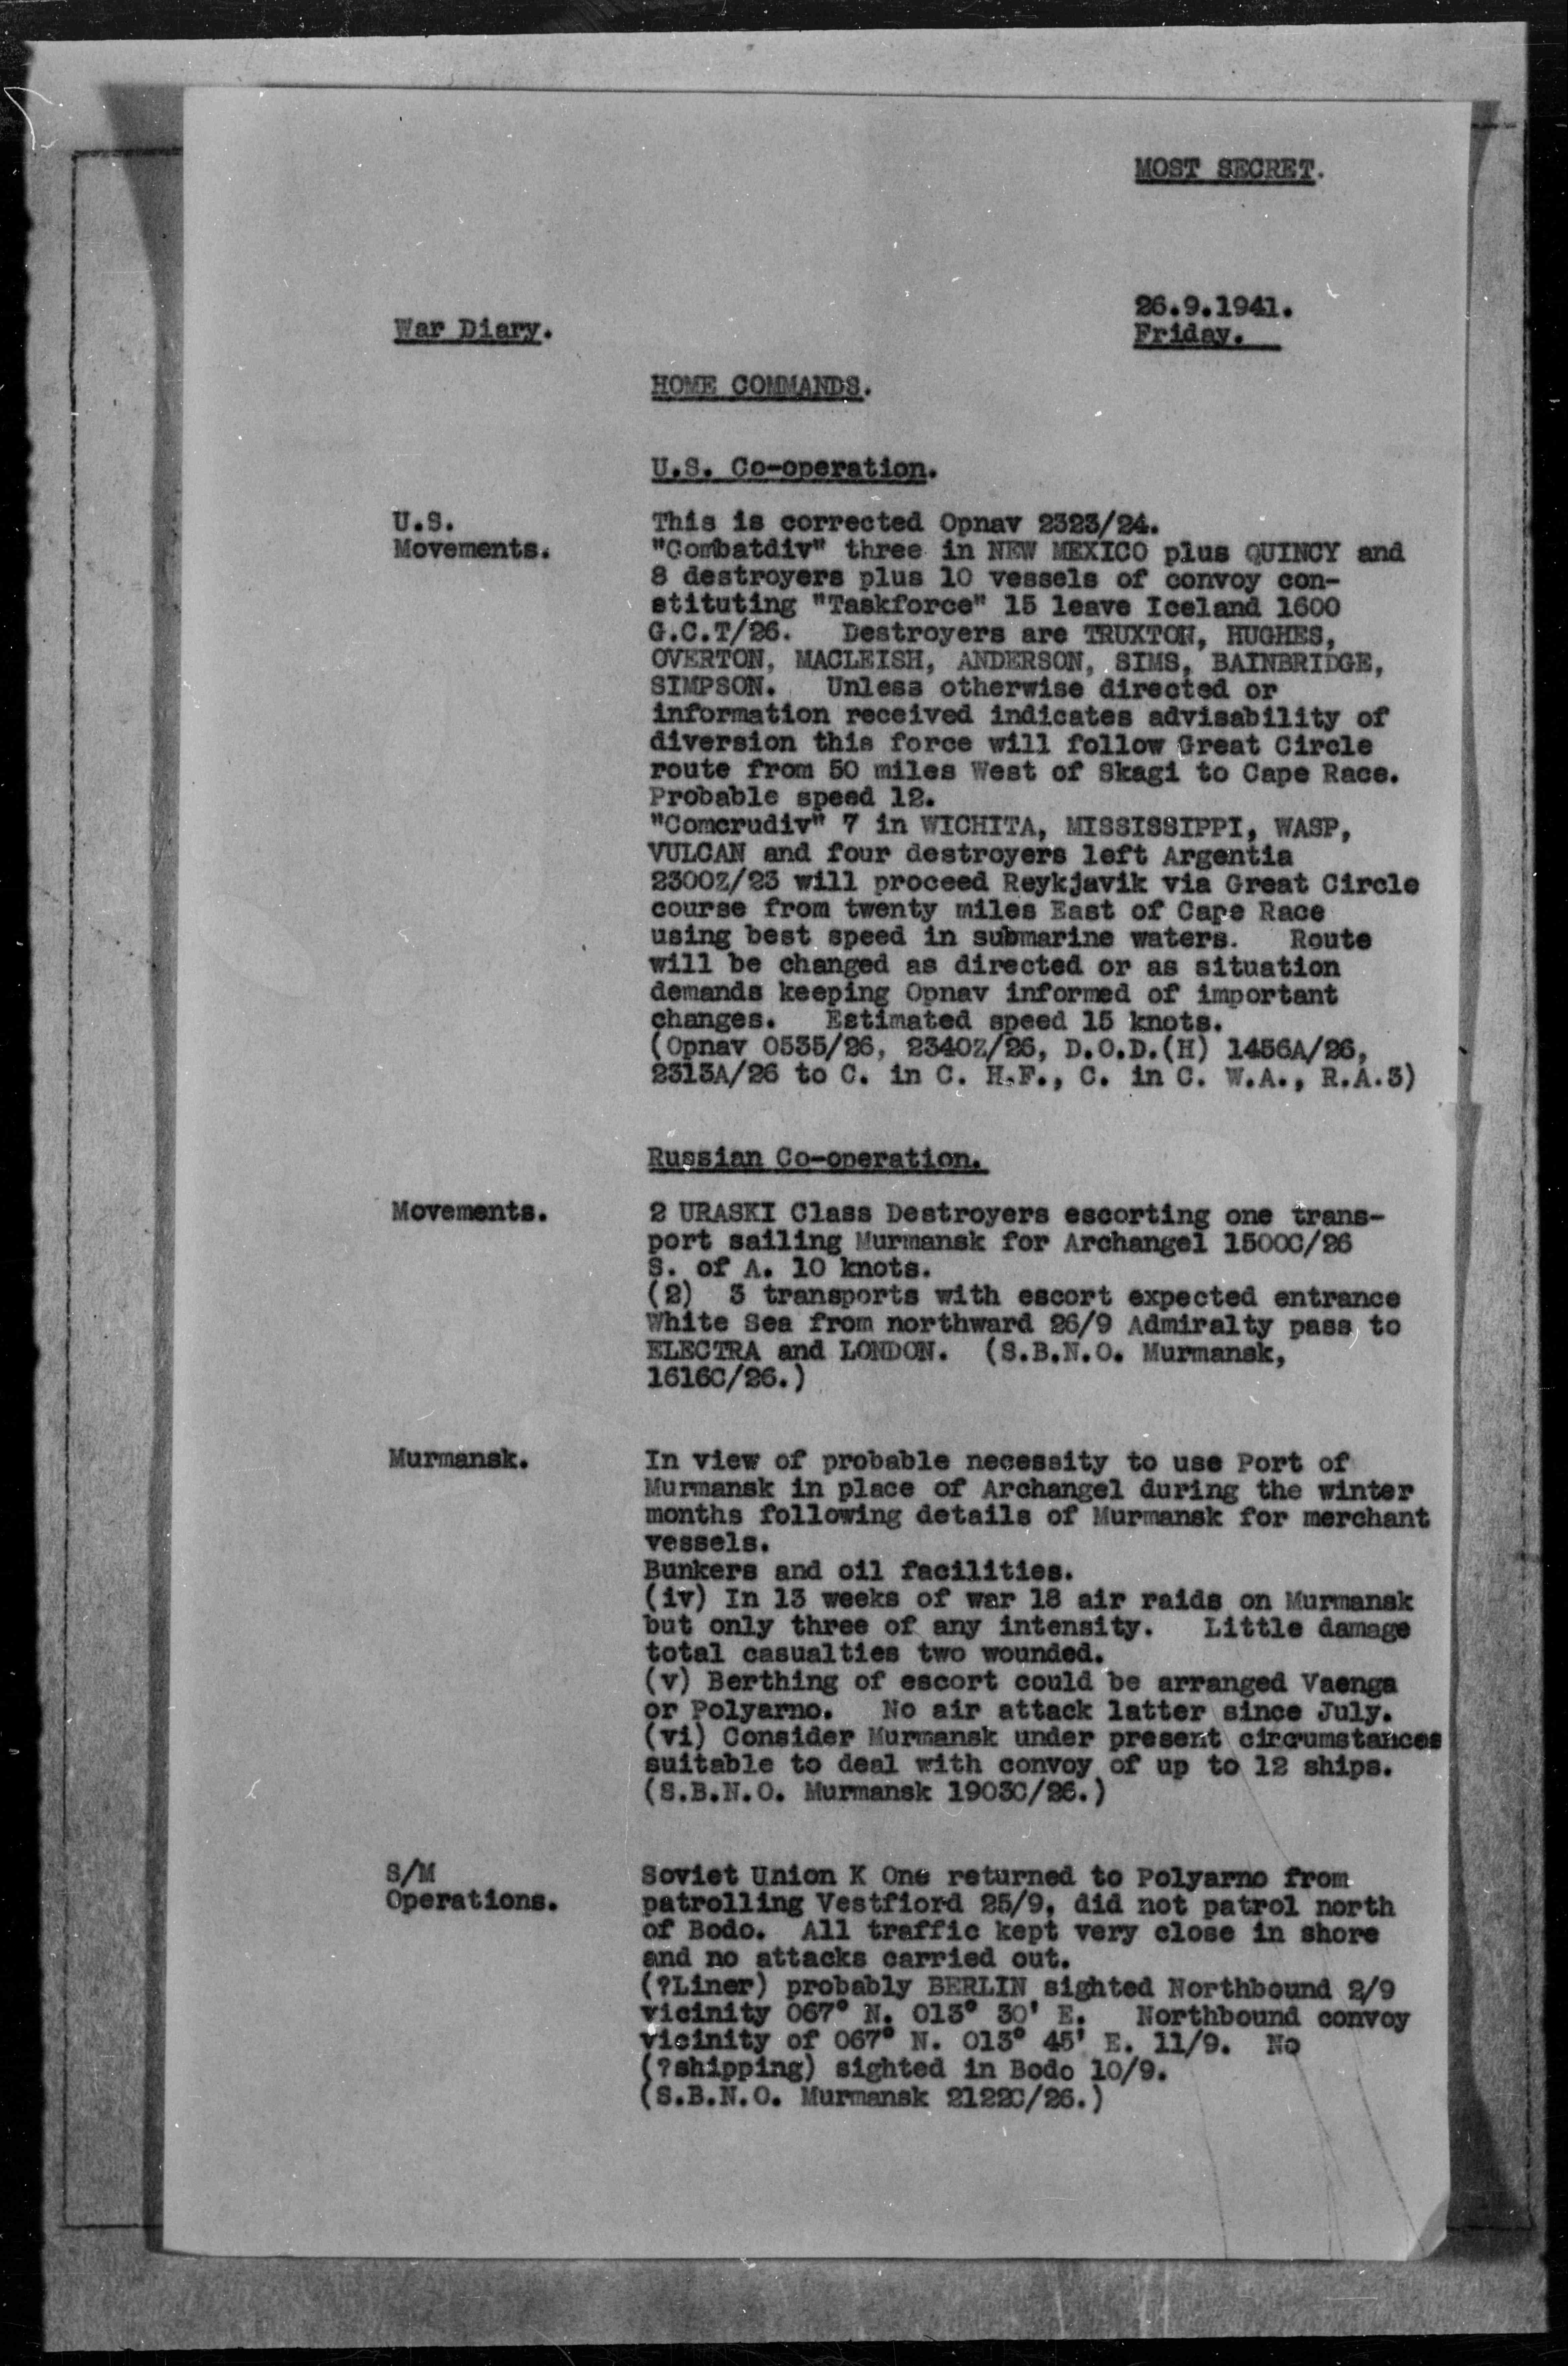 MOST SECRET.
26.9.1941.
War Diary.
Friday.
HOME COMMANDS.
U.S. Co-operation.
U.S.
Movements.
This is corrected Opnav 2323/24.
"Combatdiv" three in NEW MEXICO plus QUINCY and
8 destroyers plus 10 vessels of convoy con-
stituting "Taskforce" 15 leave Iceland 1600
G.C.T/26. Destroyers are TRUXTON, HUGHES,
OVERTON, MACLEISH, ANDERSON, SIMS, BAINBRIDGE,
SIMPSON. Unless otherwise directed or
information received indicates advisability of
diversion this force will follow Great Circle
route from 50 miles West of Skagi to Cape Race.
Probable speed 12.
"Comcrudiv" 7 in WICHITA, MISSISSIPPI, WASP,
VULCAN and four destroyers left Argentia
2300Z/23 will proceed Reykjavik via Great Circle
course from twenty miles East of Cape Race
using best speed in submarine waters. Route
will be changed as directed or as situation
demands keeping Opnav informed of important
changes. Estimated speed 15 knots.
(Opnav 0535/26, 2340Z/26, D.O.D.(H) 1456A/26,
2313A/26 to C. in C. H.F., C. in C. W.A., R.A.3)
Russian Co-operation.
Movements.
2 URASKI Class Destroyers escorting one trans-
port sailing Murmansk for Archangel 1500C/26
S. of A. 10 knots.
(2) 3 transports with escort expected entrance
White Sea from northward 26/9 Admiralty pass to
ELECTRA and LONDON. (S.B.N.O. Murmansk,
1616C/26.)
Murmansk.
In view of probable necessity to use Port of
Murmansk in place of Archangel during the winter
months following details of Murmansk for merchant
vessels.
Bunkers and oil facilities.
(iv) In 13 weeks of war 18 air raids on Murmansk
but only three of any intensity. Little damage
total casualties two wounded.
(v) Berthing of escort could be arranged Vaenga
or Polyarno. No air attack latter since July.
(vi) Consider Murmansk under present circumstances
suitable to deal with convoy of up to 12 ships.
(S.B.N.O. Murmansk 1903C/26.)
S/M
Operations.
Soviet Union K One returned to Polyarno from
patrolling Vestfiord 25/9, did not patrol north
of Bodo. All traffic kept very close in shore
and no attacks carried out.
(?Liner) probably BERLIN sighted Northbound 2/9
vicinity 067° N. 013° 30' E. Northbound convoy
vicinity of 067° N. 013° 45' E. 11/9. No
(?shipping) sighted in Bodo 10/9.
(S.B.N.O. Murmansk 2122C/26.)